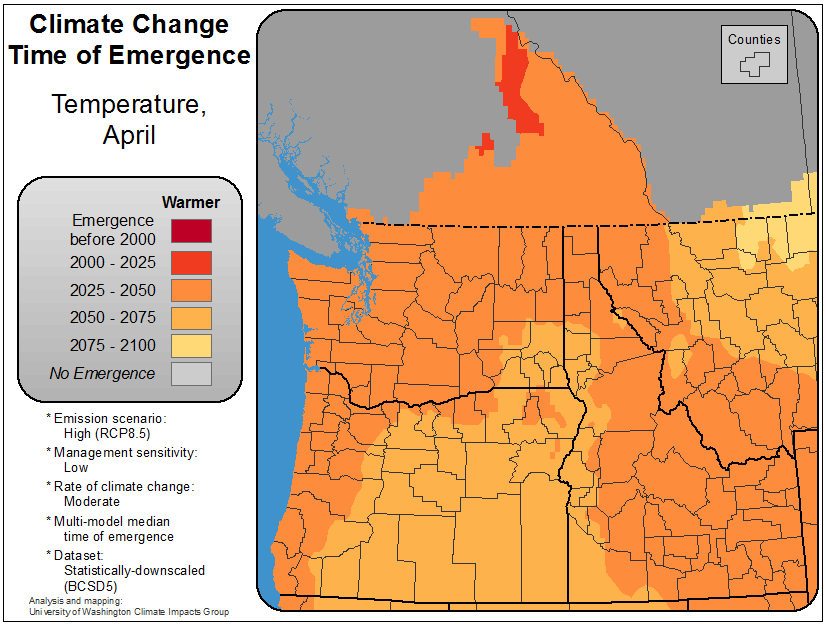 Climate Change
Time of Emergence
Temperature,
April
Warmer
Emergence
before 2000
2000 - 2025
2025 - 2050
2050 - 2075
2075 - 2100
No Emergence
* Emission scenario:
High (RCP8.5)
* Management sensitivity:
Low
* Rate of climate change:
Moderate
* Multi-model median
time of emergence
* Dataset:
Statistically-downscaled
(BCSD5)
Analysis and mapping:
University of Washington Climate Impacts Group
Counties